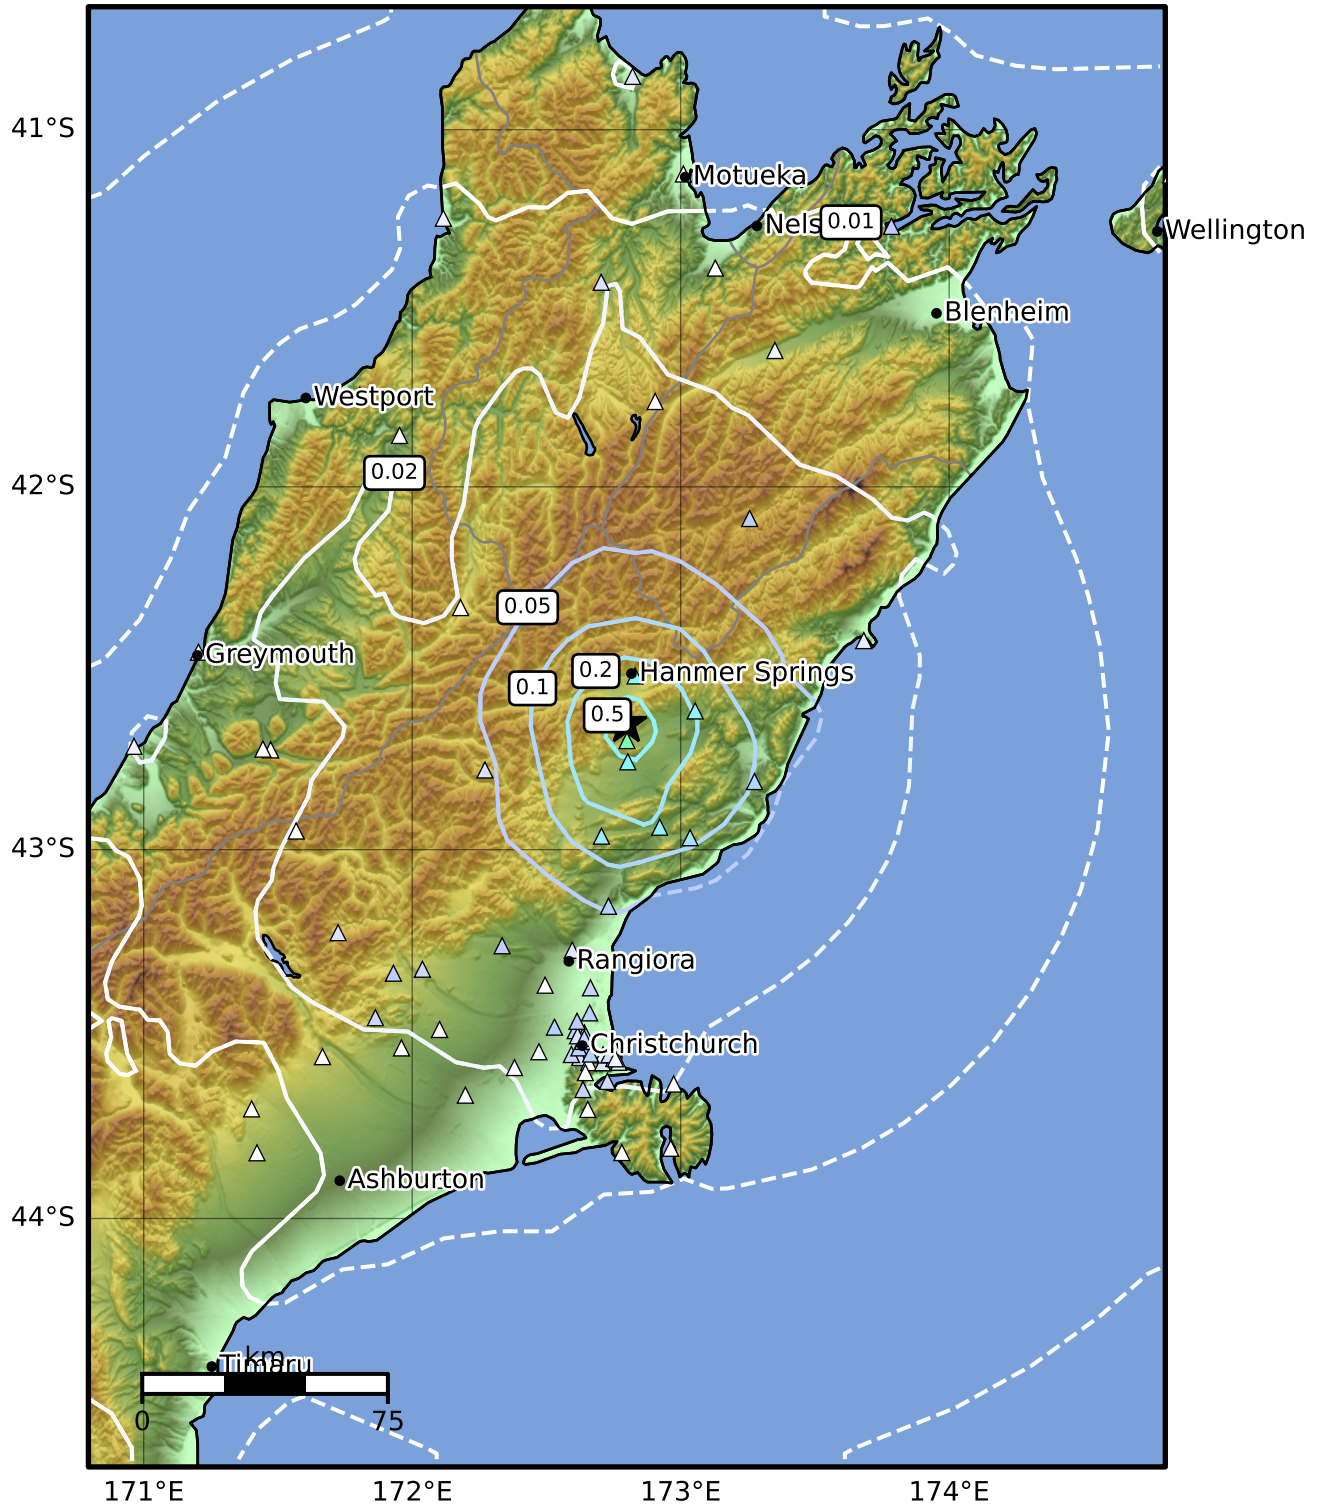 41°S
Motueka
Nels
0.01
Wellington
Blenheim
Westport
0.02
42°S
0.05
Greymouth
0.2
Hanmer Springs
0.1
0.5
43°S
Rangiora
Christchurch
Ashburton
44°S
km
Timaru
0
75
171°E
172°E
173°E
174°E